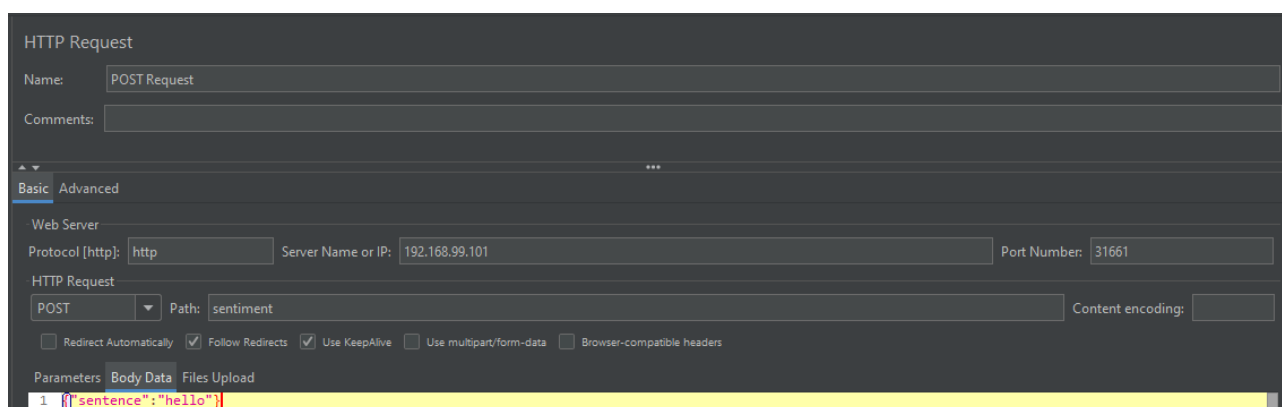 HTTP Request
Name: POST Request
Comments:
Basic Advanced
Web Server
Protocol [http]: http Server Name or IP: 192.168.99.101 Port Number: 31661
HTTP Request
POST Path: sentiment Content encoding:
Redirect Automatically Follow Redirects Use KeepAlive Use multipart/form-data Browser-compatible headers
Parameters Body Data Files Upload
1 {"sentence":"hello"}